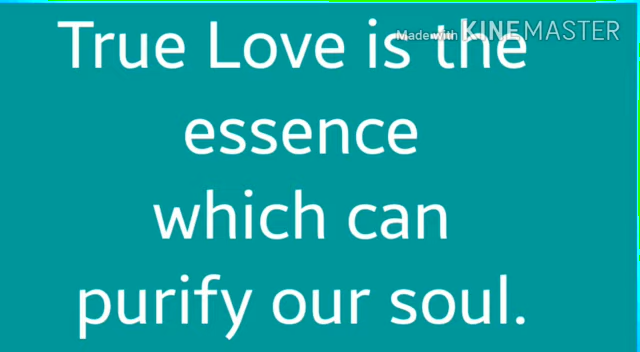 Made with KINEMASTER
True Love is the
essence
which can
purify our soul.